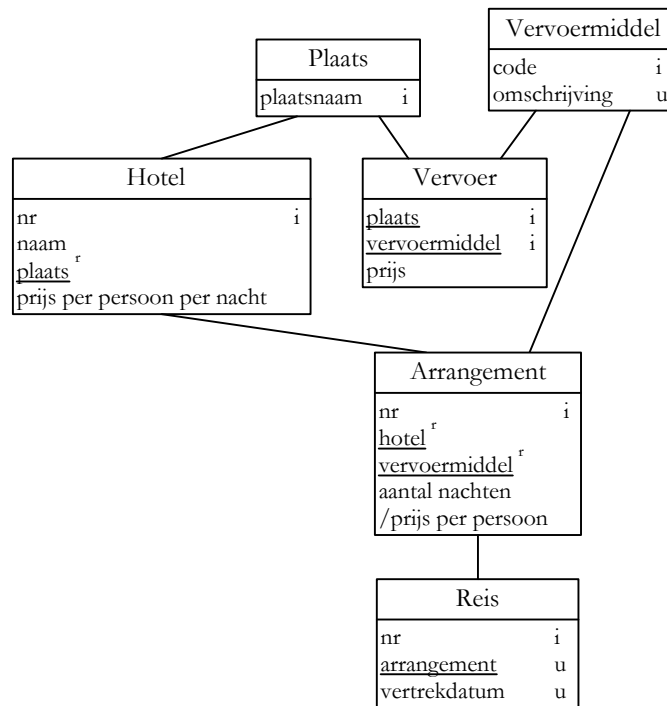 Plaats
plaatsnaam i
Vervoermiddel
code i
omschrijving u
Hotel
nr i
naam
plaats r
prijs per persoon per nacht
Vervoer
plaats i
vervoermiddel i
prijs
Arrangement
nr i
hotel r
vervoermiddel r
aantal nachten
/prijs per persoon
Reis
nr i
arrangement u
vertrekdatum u